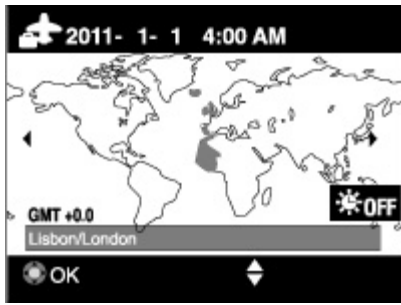 2011- 1- 1 4:00 AM
OFF
GMT +0.0
Lisbon/London
OK